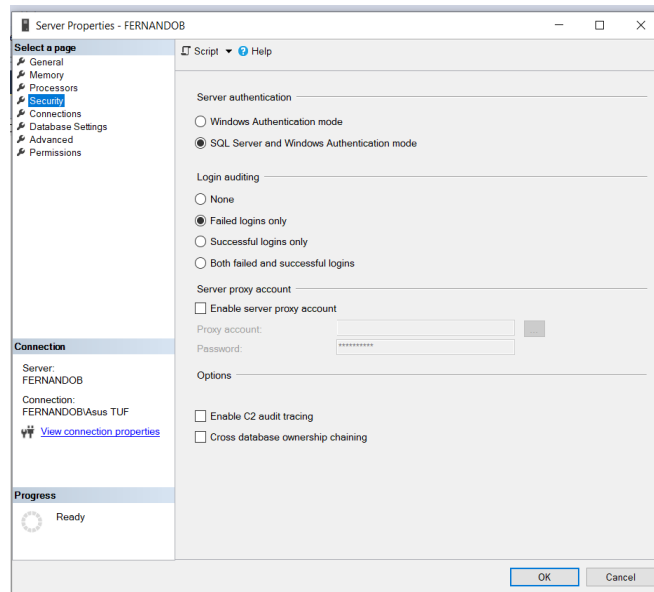 Server Properties - FERNANDOB
Select a page
General
Memory
Processors
Security
Connections
Database Settings
Advanced
Permissions
Script
Help
Server authentication
Windows Authentication mode
SQL Server and Windows Authentication mode
Login auditing
None
Failed logins only
Successful logins only
Both failed and successful logins
Server proxy account
Enable server proxy account
Proxy account:
...
Password:
**********
Options
Enable C2 audit tracing
Cross database ownership chaining
Connection
Server:
FERNANDOB
Connection:
FERNANDOB\Asus TUF
View connection properties
Progress
Ready
OK
Cancel